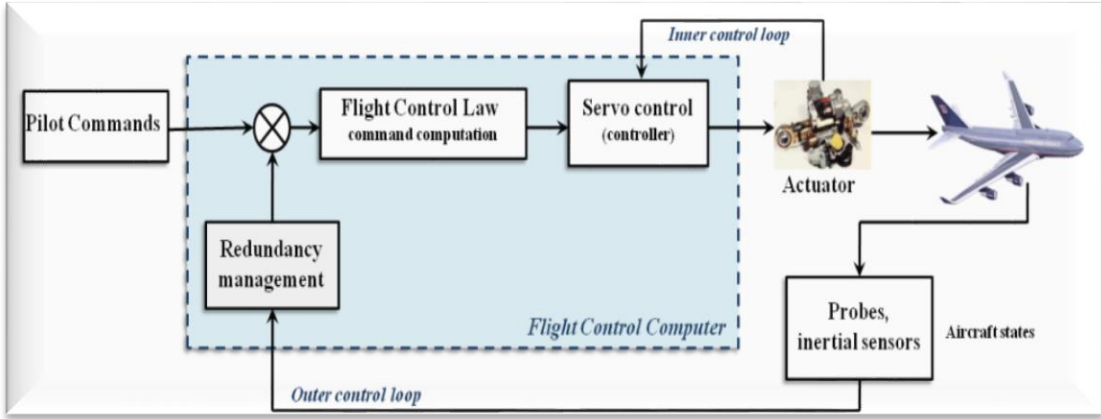 Inner control loop
Pilot Commands
Flight Control Law
command computation
Servo control
(controller)
Actuator
Redundancy
management
Flight Control Computer
Probes,
inertial sensors
Aircraft states
Outer control loop